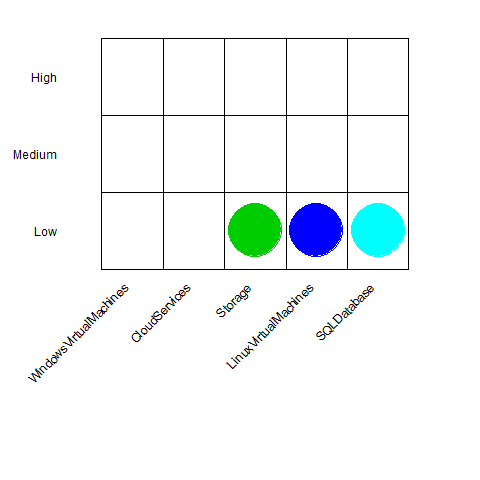 High
Medium
Low
WindowsVirtualMachines
CloudServices
Storage
LinuxVirtualMachines
SQLDatabase